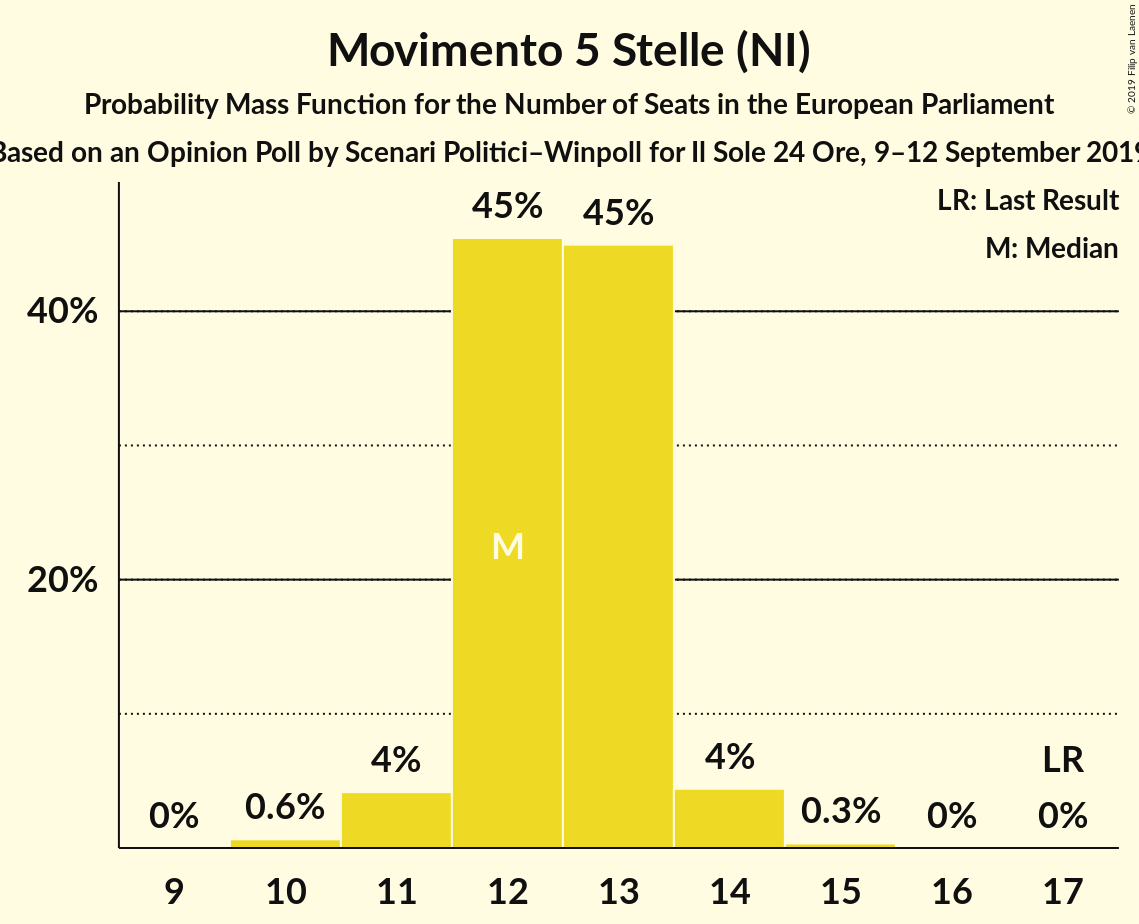 Movimento 5 Stelle (NI)
Probability Mass Function for the Number of Seats in the European Parliament
Based on an Opinion Poll by Scenari Politici–Winpoll for Il Sole 24 Ore, 9–12 September 2019
© 2019 Filip van Laenen
LR: Last Result
M: Median
45%
45%
40%
M
20%
4%
4%
LR
0%
0.6%
0.3%
0%
0%
9
10
11
12
13
14
15
16
17